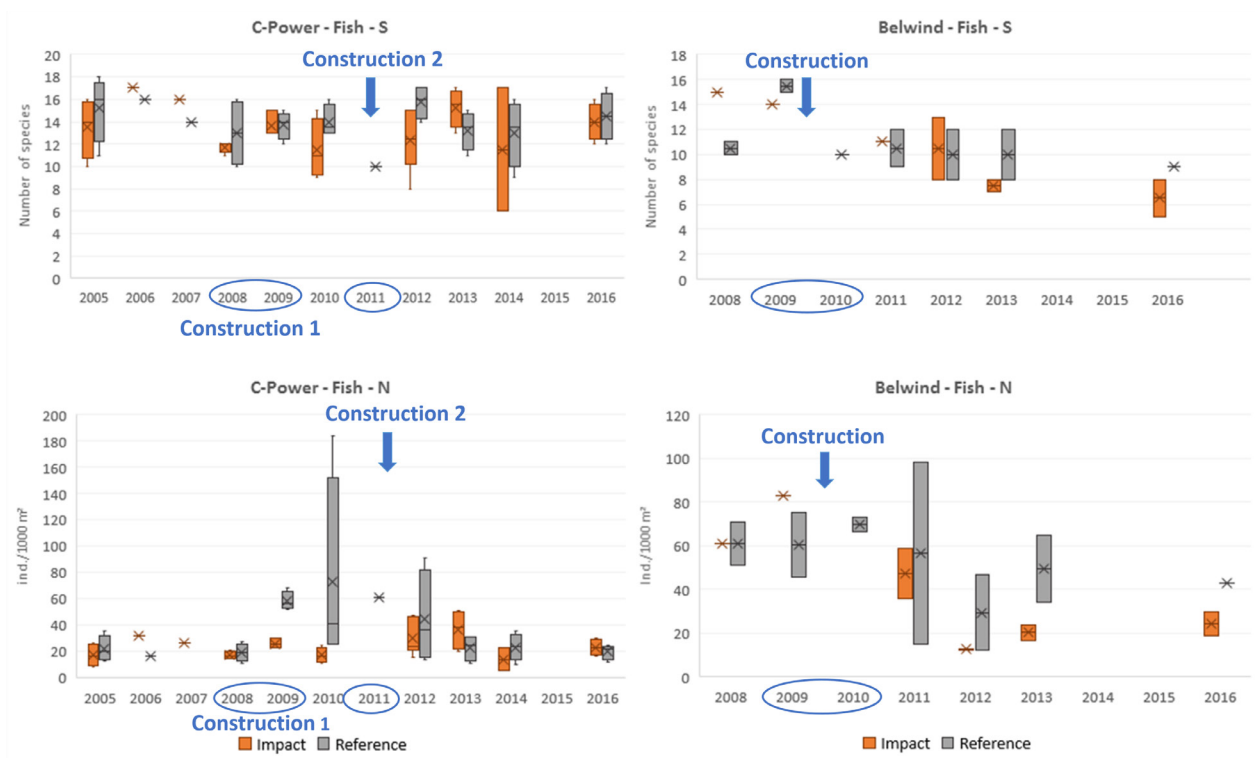 C-Power - Fish - S
Construction 2
Number of species
20
18
16
14
12
10
8
6
4
2
0
2005 2006 2007 2008 2009 2010 2011 2012 2013 2014 2015 2016
Construction 1
Belwind - Fish - S
Construction
Number of species
18
16
14
12
10
8
6
4
2
0
2008 2009 2010 2011 2012 2013 2014 2015 2016
C-Power - Fish - N
Construction 2
ind./1000 m²
200
180
160
140
120
100
80
60
40
20
0
2005 2006 2007 2008 2009 2010 2011 2012 2013 2014 2015 2016
Construction 1
Impact Reference
Belwind - Fish - N
Construction
Ind./1000 m²
120
100
80
60
40
20
0
2008 2009 2010 2011 2012 2013 2014 2015 2016
Impact Reference